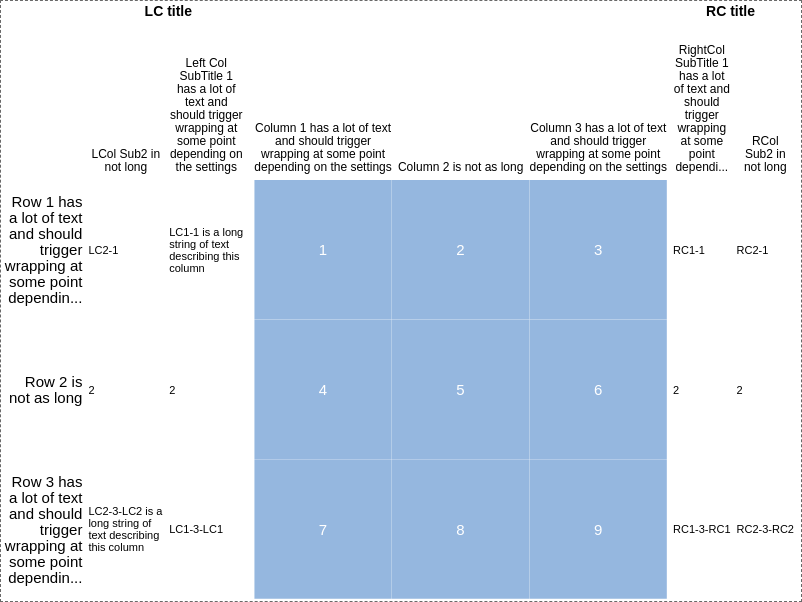 LC title
RC title
LCol Sub2 in
not long
Left Col
SubTitle 1
has a lot of
text and
should trigger
wrapping at
some point
depending on
the settings
Column 1 has a lot of text
and should trigger
wrapping at some point
depending on the settings
Column 2 is not as long
Column 3 has a lot of text
and should trigger
wrapping at some point
depending on the settings
RightCol
SubTitle 1
has a lot
of text and
should
trigger
wrapping
at some
point
dependi...
RCol
Sub2 in
not long
Row 1 has
a lot of text
and should
trigger
wrapping at
some point
dependin...
LC2-1
LC1-1 is a long
string of text
describing this
column
1
2
3
RC1-1
RC2-1
Row 2 is
not as long
2
2
4
5
6
2
2
Row 3 has
a lot of text
and should
trigger
wrapping at
some point
dependin...
LC2-3-LC2 is a
long string of
text describing
this column
LC1-3-LC1
7
8
9
RC1-3-RC1
RC2-3-RC2